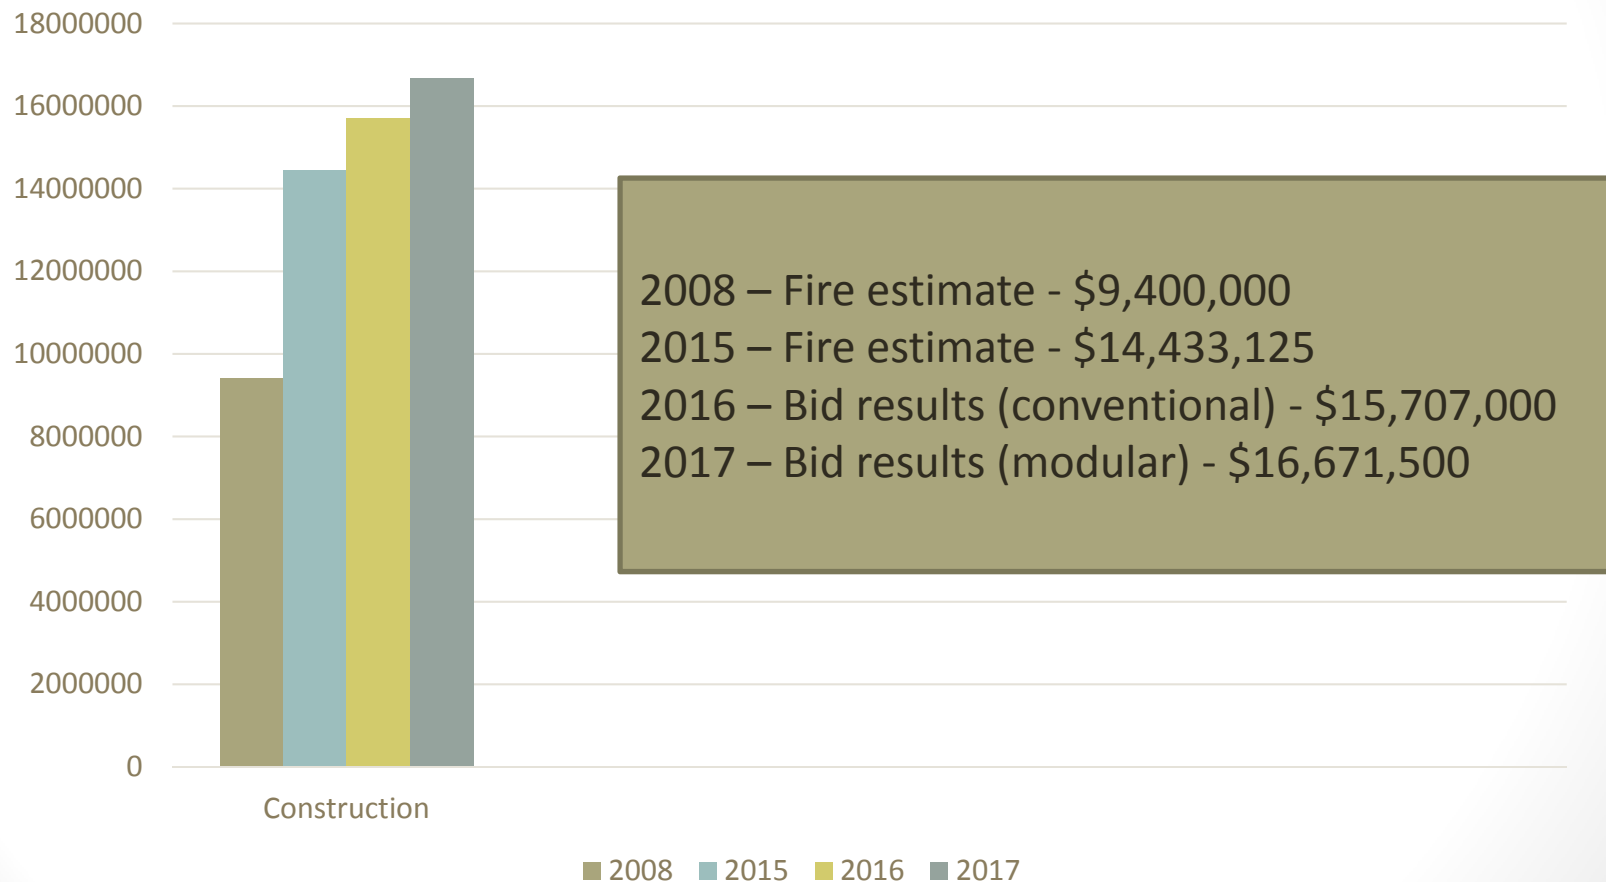 18000000
16000000
14000000
12000000
10000000
8000000
6000000
4000000
2000000
0
Construction
2008 – Fire estimate - $9,400,000
2015 – Fire estimate - $14,433,125
2016 – Bid results (conventional) - $15,707,000
2017 – Bid results (modular) - $16,671,500
2008 2015 2016 2017